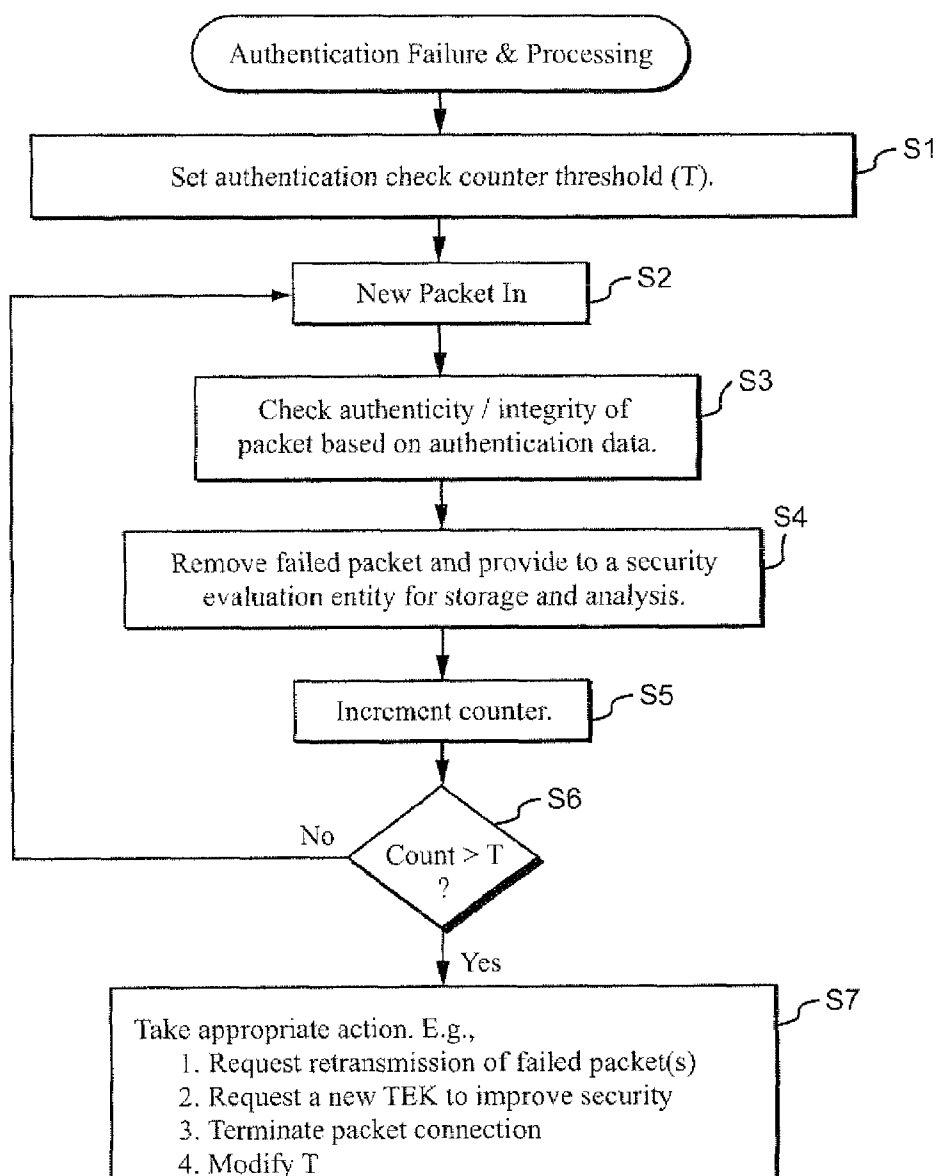 Authentication Failure & Processing
Set authentication check counter threshold (T).
S1
New Packet In
S2
Check authenticity / integrity of
packet based on authentication data.
S3
Remove failed packet and provide to a security
evaluation entity for storage and analysis.
S4
Increment counter.
S5
Count > T
?
S6
No
Yes
Take appropriate action. E.g.,
1. Request retransmission of failed packet(s)
2. Request a new TEK to improve security
3. Terminate packet connection
4. Modify T
S7